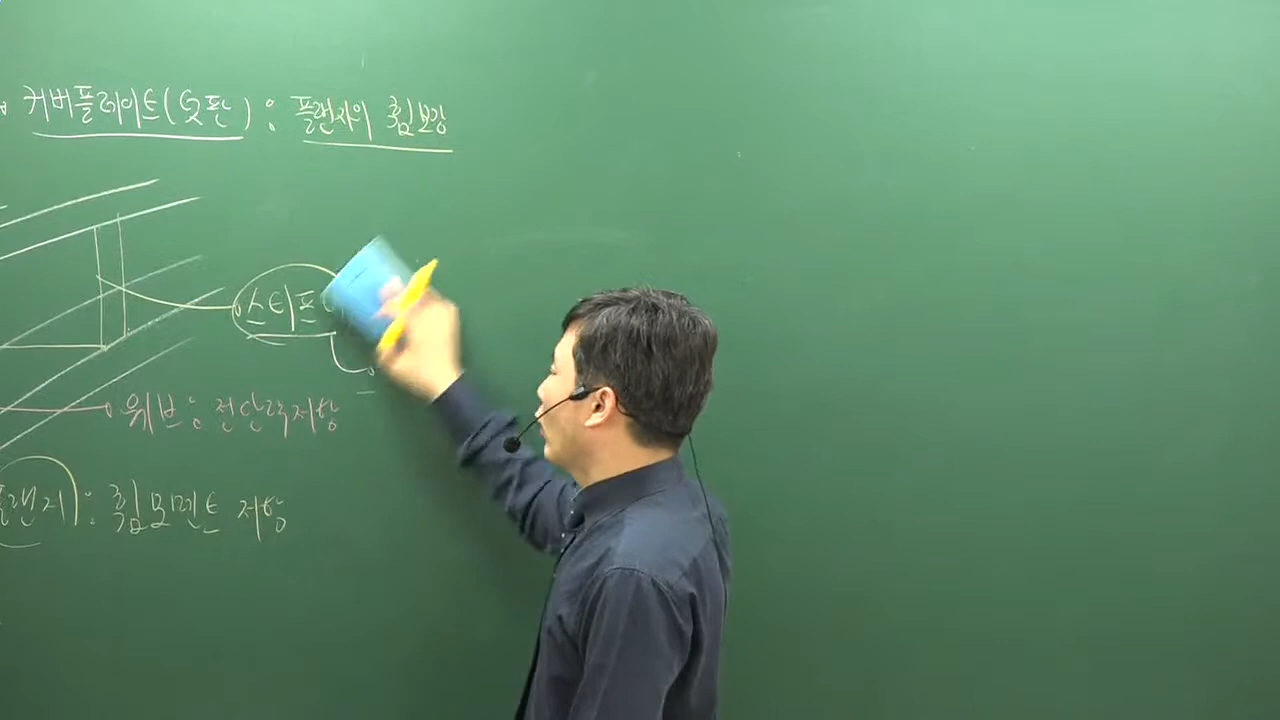 커버플레이트(덧판) : 플랜지의 휨보강
스티프
웨브 : 전단력저항
플랜지 : 휨모멘트 저항